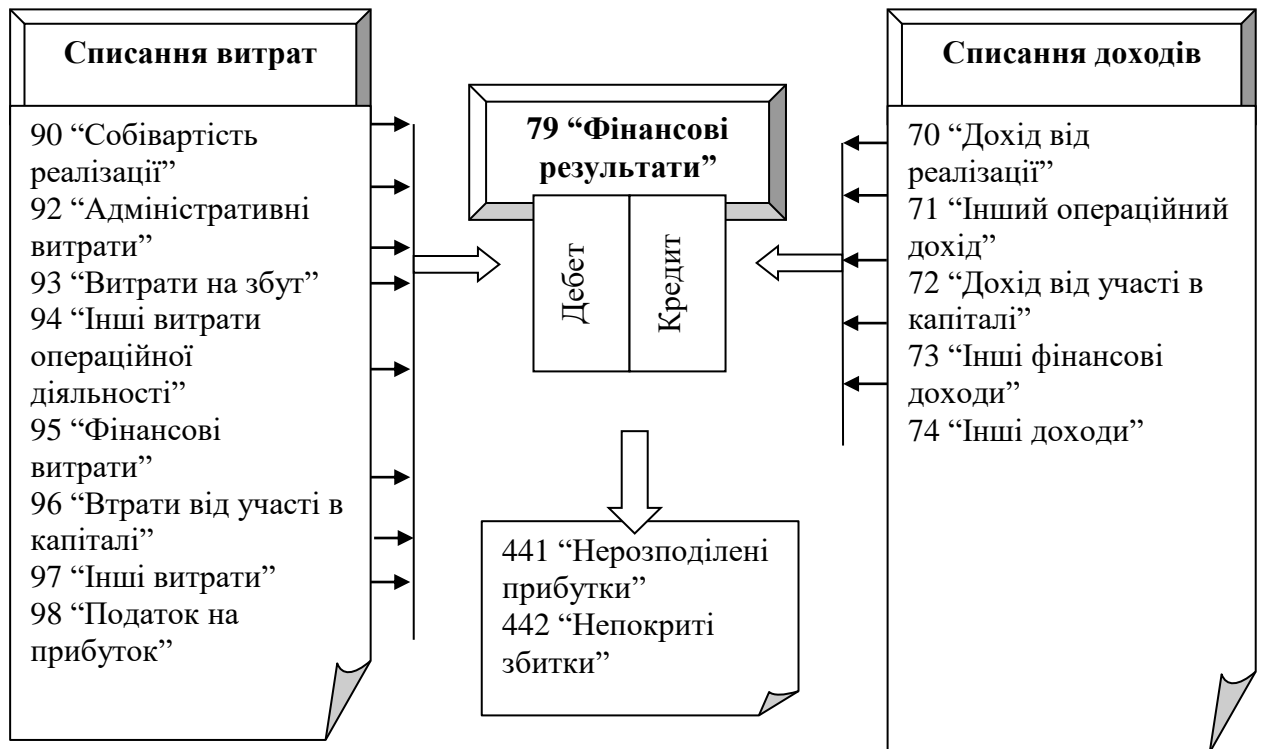 Списання витрат
90 “Собівартість
реалізації”
92 “Адміністративні
витрати”
93 “Витрати на збут”
94 “Інші витрати
операційної
діяльності”
95 “Фінансові
витрати”
96 “Втрати від участі в
капіталі”
97 “Інші витрати”
98 “Податок на
прибуток”
79 “Фінансові
результати”
Дебет
Кредит
441 “Нерозподілені
прибутки”
442 “Непокриті
збитки”
Списання доходів
70 “Дохід від
реалізації”
71 “Інший операційний
дохід”
72 “Дохід від участі в
капіталі”
73 “Інші фінансові
доходи”
74 “Інші доходи”